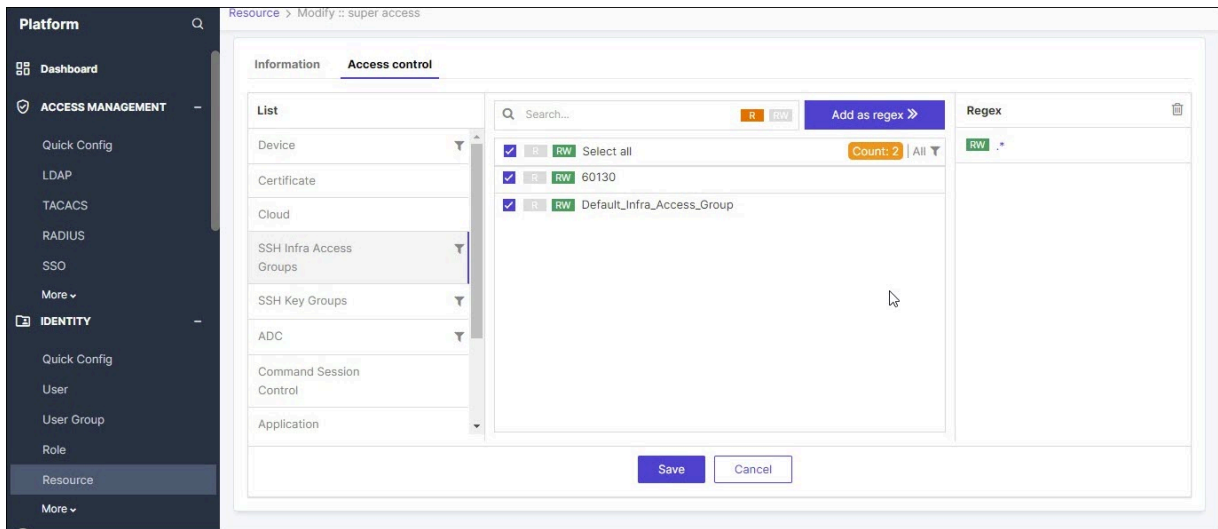 Platform
Dashboard
ACCESS MANAGEMENT
Quick Config
LDAP
TACACS
RADIUS
SSO
More
IDENTITY
Quick Config
User
User Group
Role
Resource
More
Resource > Modify :: super access
Information Access control
List
Device
Certificate
Cloud
SSH Infra Access
Groups
SSH Key Groups
ADC
Command Session
Control
Application
Search... R RW Add as regex »
R RW Select all Count: 2 | All
R RW 60130
R RW Default_Infra_Access_Group
Regex
RW .*
Save Cancel